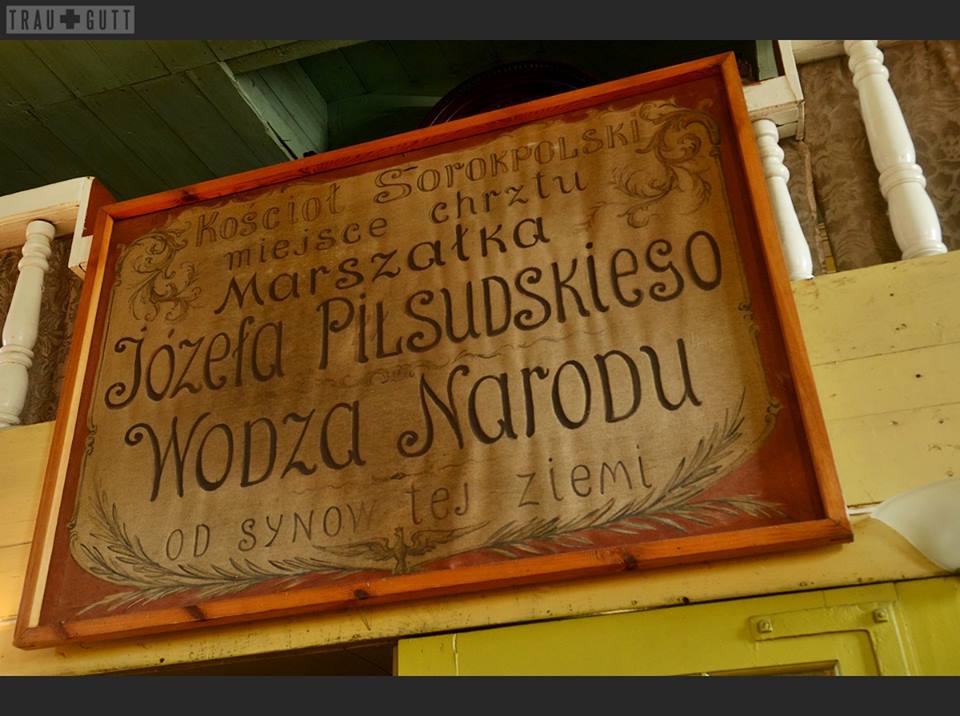 TRAU+GUTT
Kościoł Sorokpolski
miejsce chrztu
Marszałka
Józefa Piłsudskiego
Wodza Narodu
od synow tej ziemi